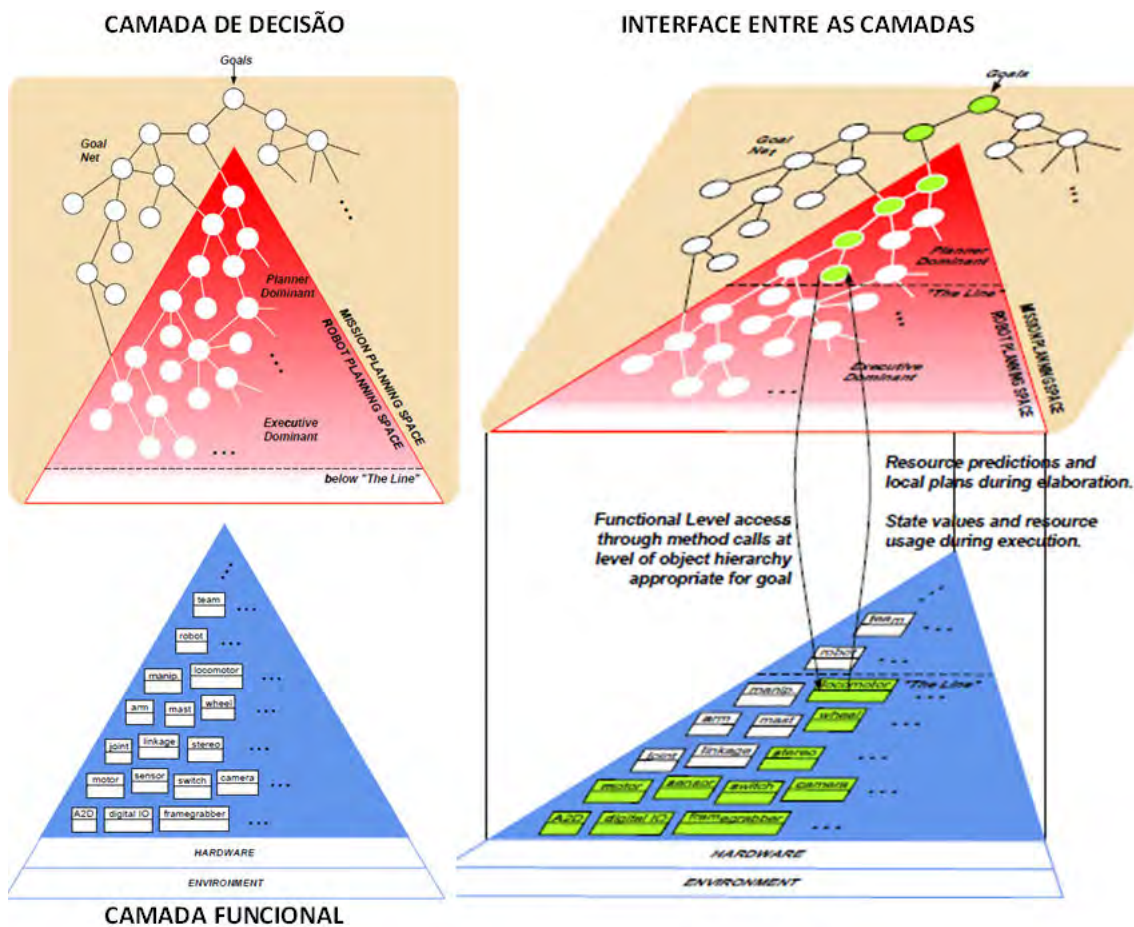 CAMADA DE DECISÃO
Goals
Goal
Net
Planner
Dominant
MISSION PLANNING SPACE
ROBOT PLANNING SPACE
Executive
Dominant
• • •
below "The Line"
team
robot
manip.
locomotor
arm
mast
wheel
joint
linkage
stereo
motor
sensor
switch
camera
A2D
digital IO
framegrabber
HARDWARE
ENVIRONMENT
CAMADA FUNCIONAL
INTERFACE ENTRE AS CAMADAS
Goals
Goal
Net
Planner
Dominant
"The Line"
MISSION PLANNING SPACE
ROBOT PLANNING SPACE
Executive
Dominant
Resource predictions and
local plans during elaboration.
State values and resource
usage during execution.
Functional Level access
through method calls at
level of object hierarchy
appropriate for goal
team
robot
"The Line"
manip.
locomotor
arm
mast
wheel
joint
linkage
stereo
motor
sensor
switch
camera
A2D
digital IO
framegrabber
HARDWARE
ENVIRONMENT